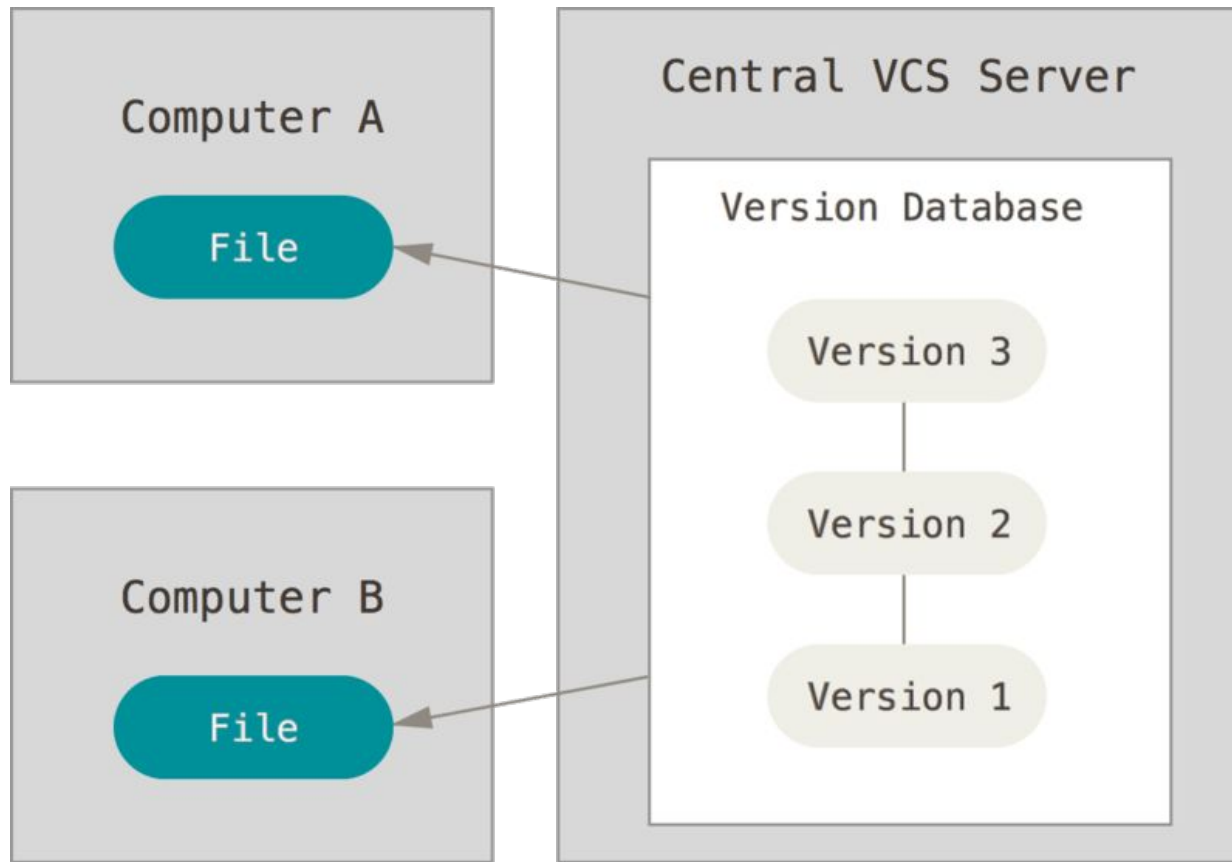 Computer A
File
Computer B
File
Central VCS Server
Version Database
Version 3
Version 2
Version 1